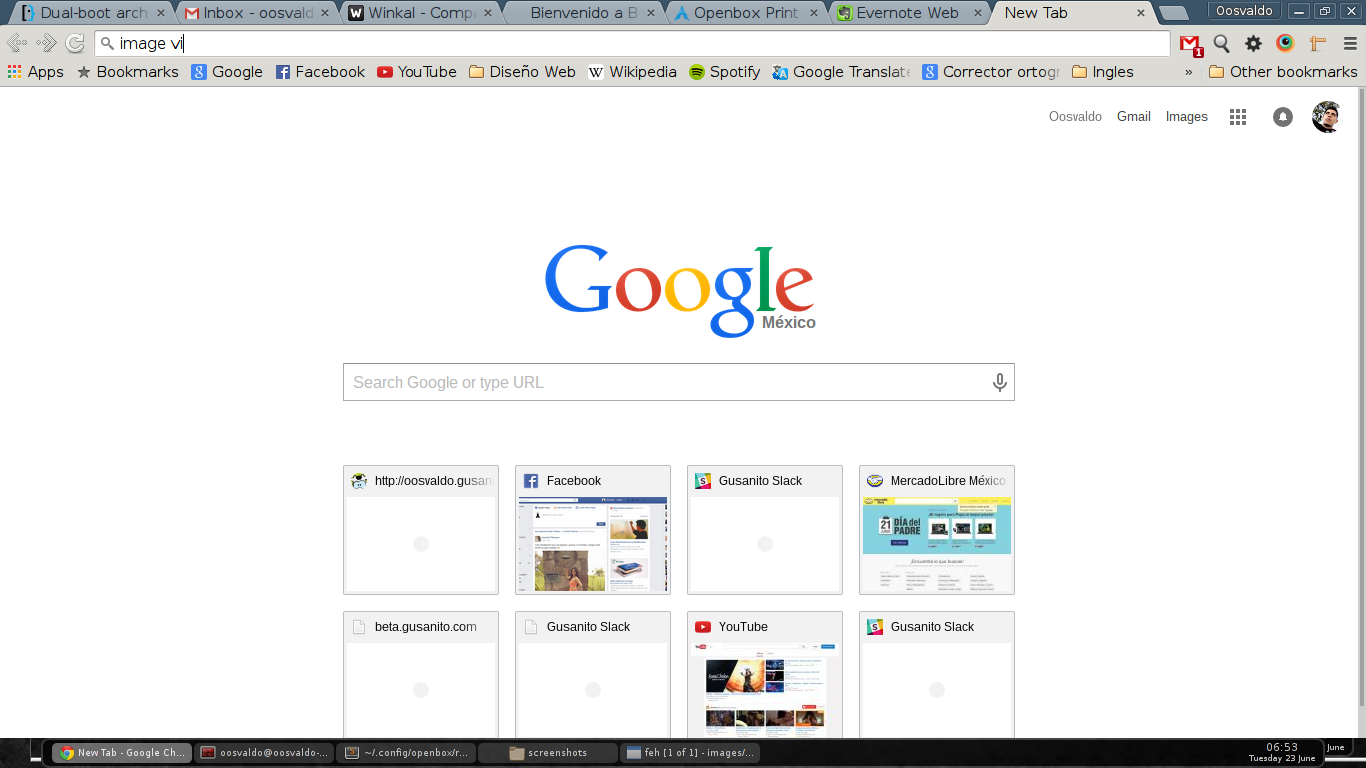 Dual-boot arch
Inbox - oosvald
Winkal - Compa
Bienvenido a B
Openbox Print
Evernote Web
New Tab
Oosvaldo
image vi
1
Apps
Bookmarks
Google
Facebook
YouTube
Diseño Web
Wikipedia
Spotify
Google Translate
Corrector ortogr
Ingles
»
Other bookmarks
Oosvaldo
Gmail
Images
Google
México
Search Google or type URL
http://oosvaldo.gusani
Facebook
Gusanito Slack
MercadoLibre México
21
DÍA del
PADRE
beta.gusanito.com
Gusanito Slack
YouTube
Gusanito Slack
New Tab - Google Ch...
oosvaldo@oosvaldo-...
~/.config/openbox/r...
screenshots
feh [1 of 1] - images/...
06:53
Tuesday 23 June
June